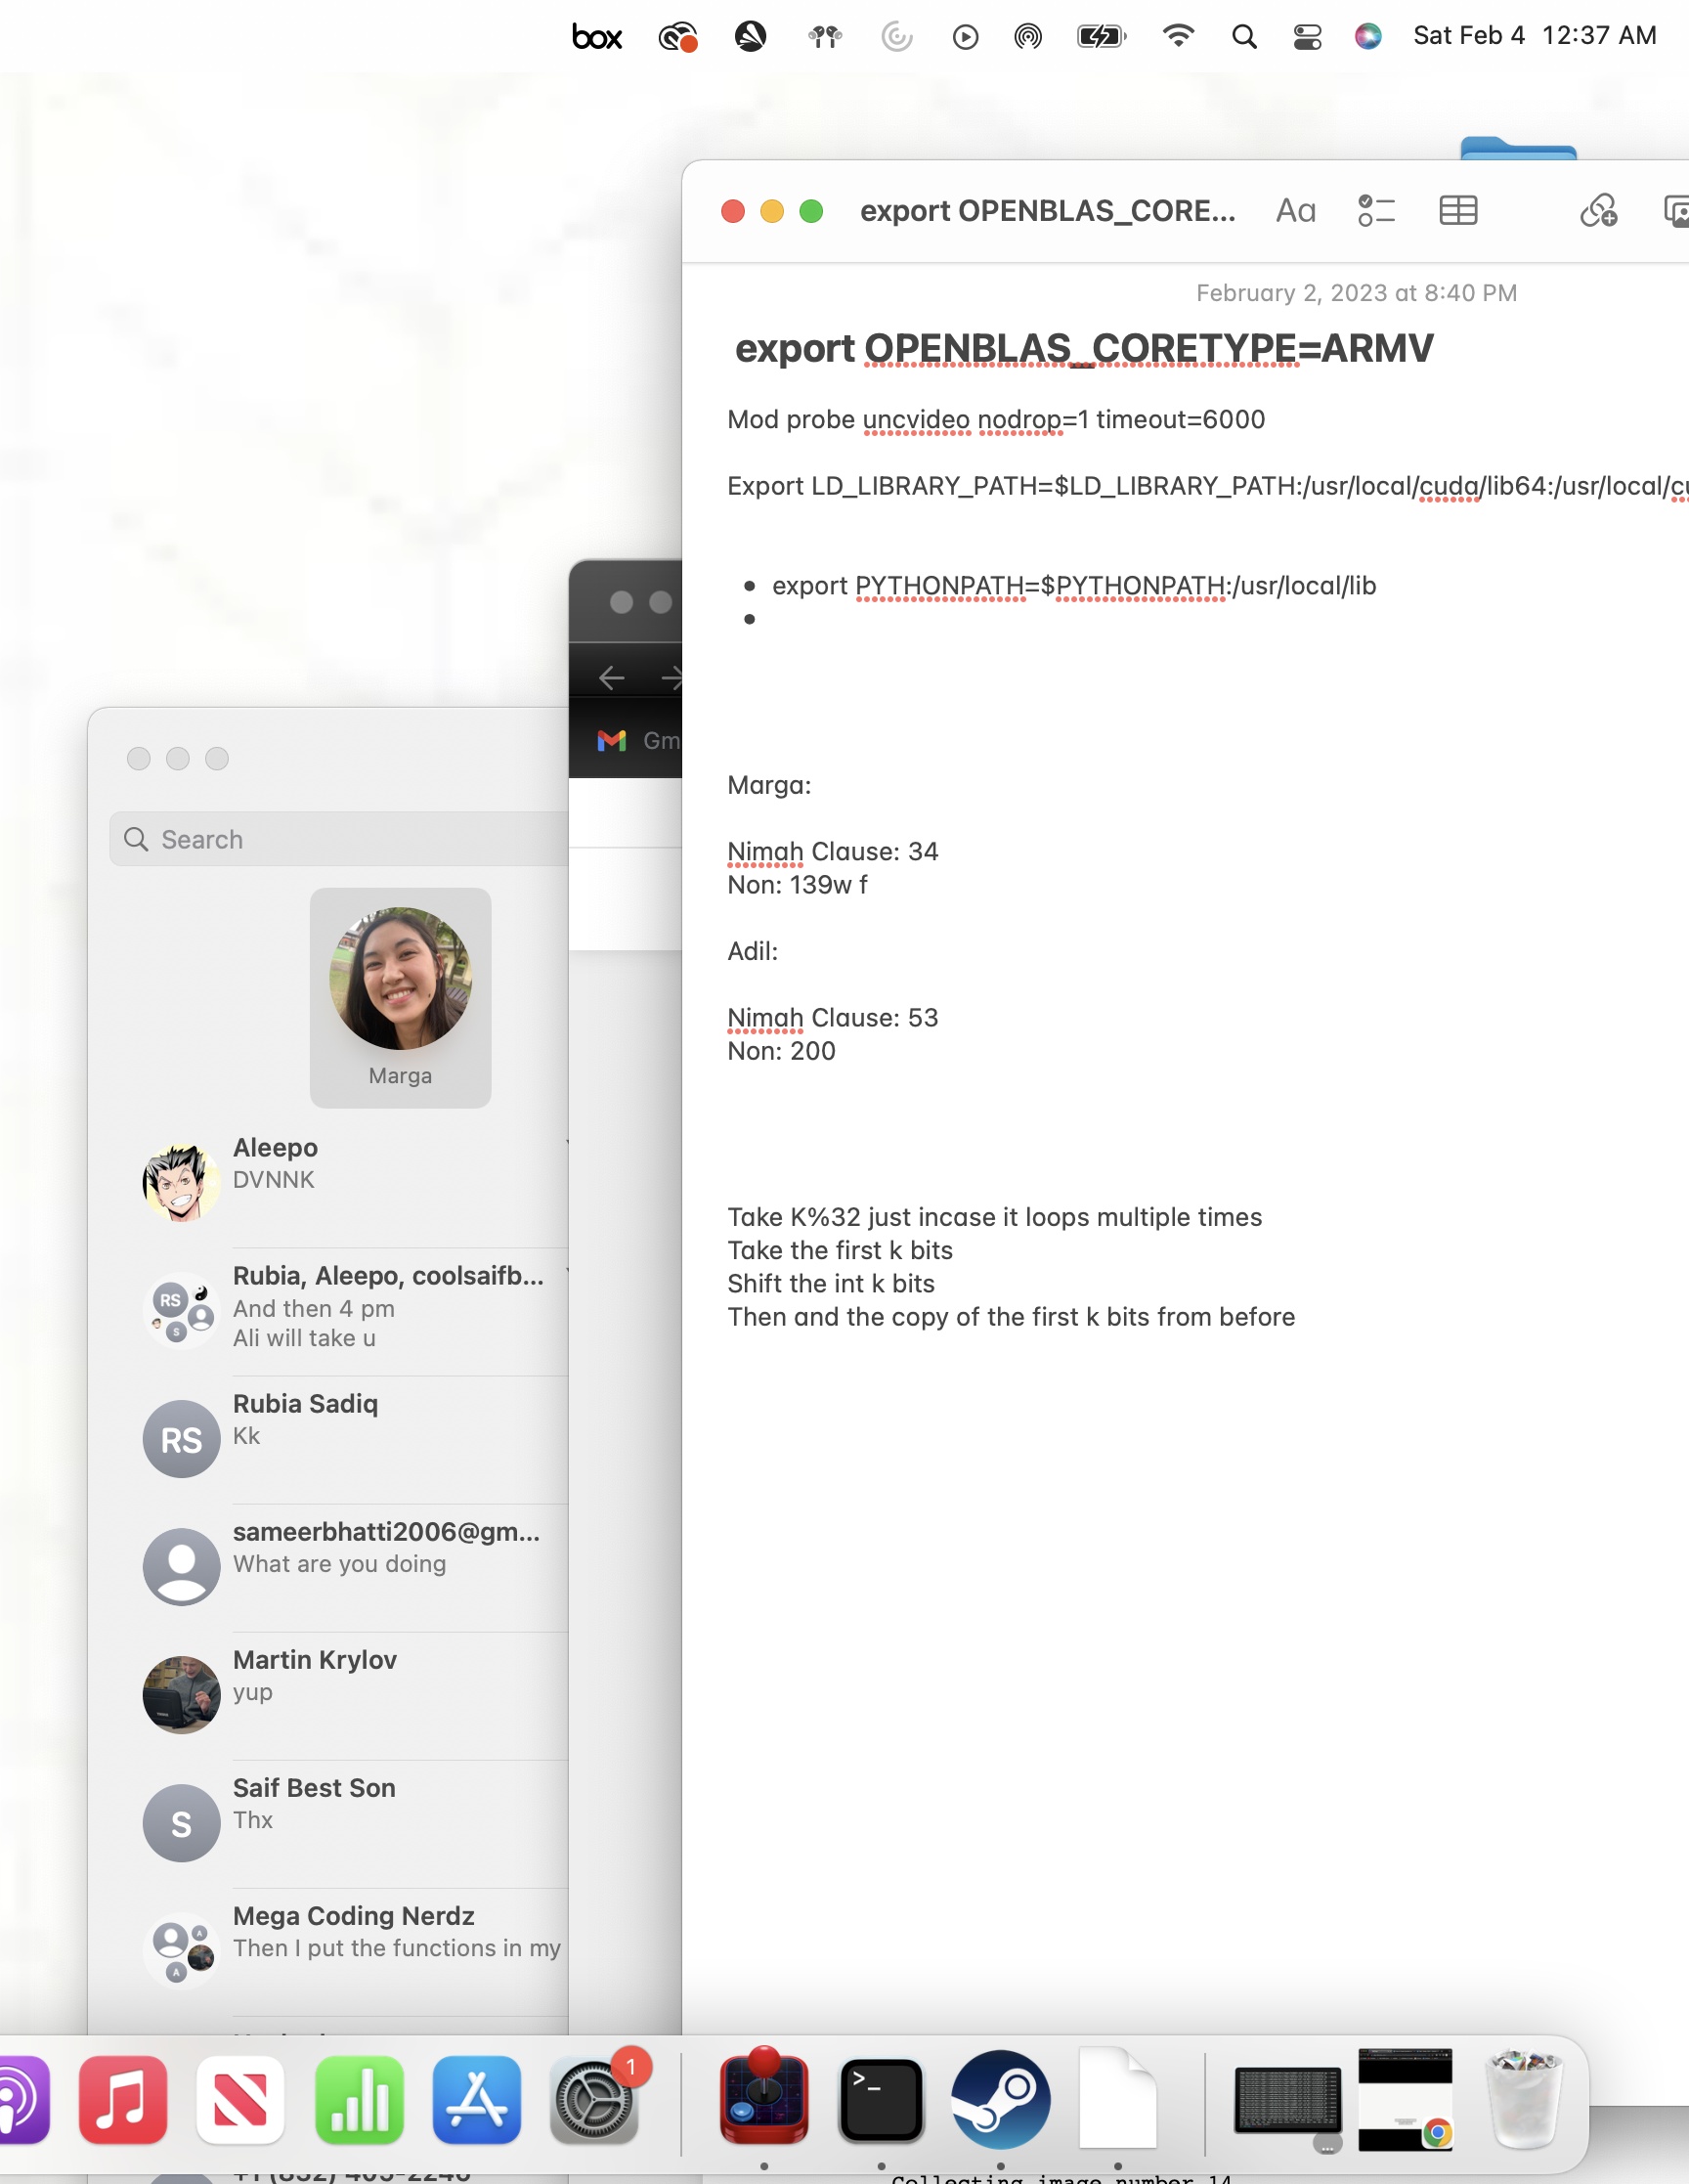 box
Sat Feb 4 12:37 AM
export OPENBLAS_CORE...
Aa
February 2, 2023 at 8:40 PM
export OPENBLAS_CORETYPE=ARMV
Mod probe uncvideo nodrop=1 timeout=6000
Export LD_LIBRARY_PATH=$LD_LIBRARY_PATH:/usr/local/cuda/lib64:/usr/local/cu
• export PYTHONPATH=$PYTHONPATH:/usr/local/lib
•
Marga:
Nimah Clause: 34
Non: 139w f
Adil:
Nimah Clause: 53
Non: 200
Take K%32 just incase it loops multiple times
Take the first k bits
Shift the int k bits
Then and the copy of the first k bits from before
Gm
Search
Marga
Aleepo
DVNNK
Rubia, Aleepo, coolsaifb...
RS
S
And then 4 pm
Ali will take u
Rubia Sadiq
RS
Kk
sameerbhatti2006@gm...
What are you doing
Martin Krylov
yup
Saif Best Son
S
Thx
Mega Coding Nerdz
A
A
Then I put the functions in my
1
>_
Collecting image number 14